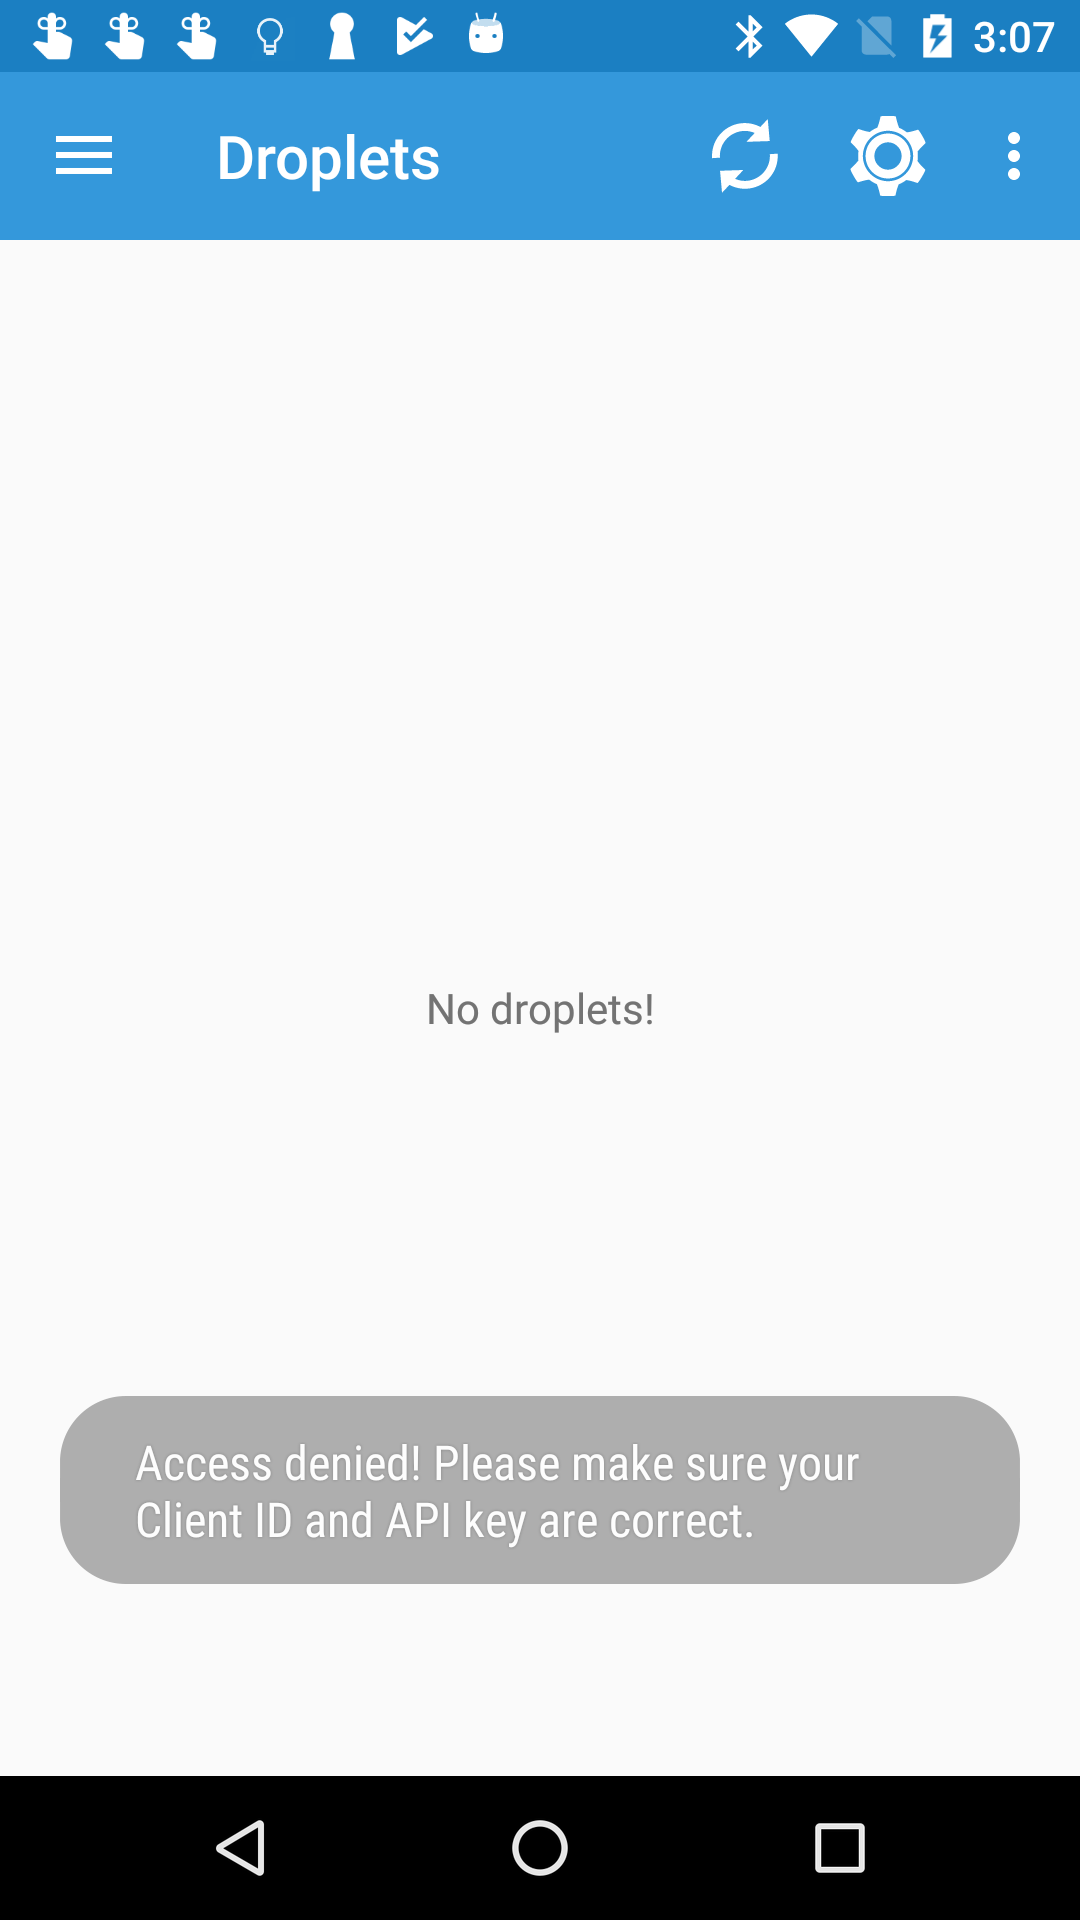 3:07
Droplets
No droplets!
Access denied! Please make sure your
Client ID and API key are correct.